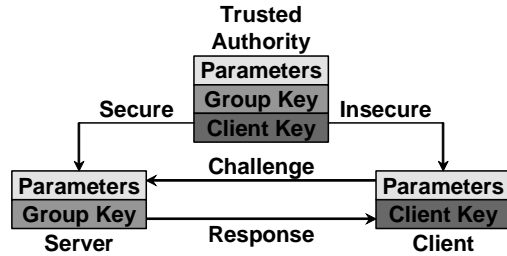 Trusted
Authority
Parameters
Group Key
Client Key
Secure
Insecure
Challenge
Parameters
Group Key
Server
Response
Parameters
Client Key
Client